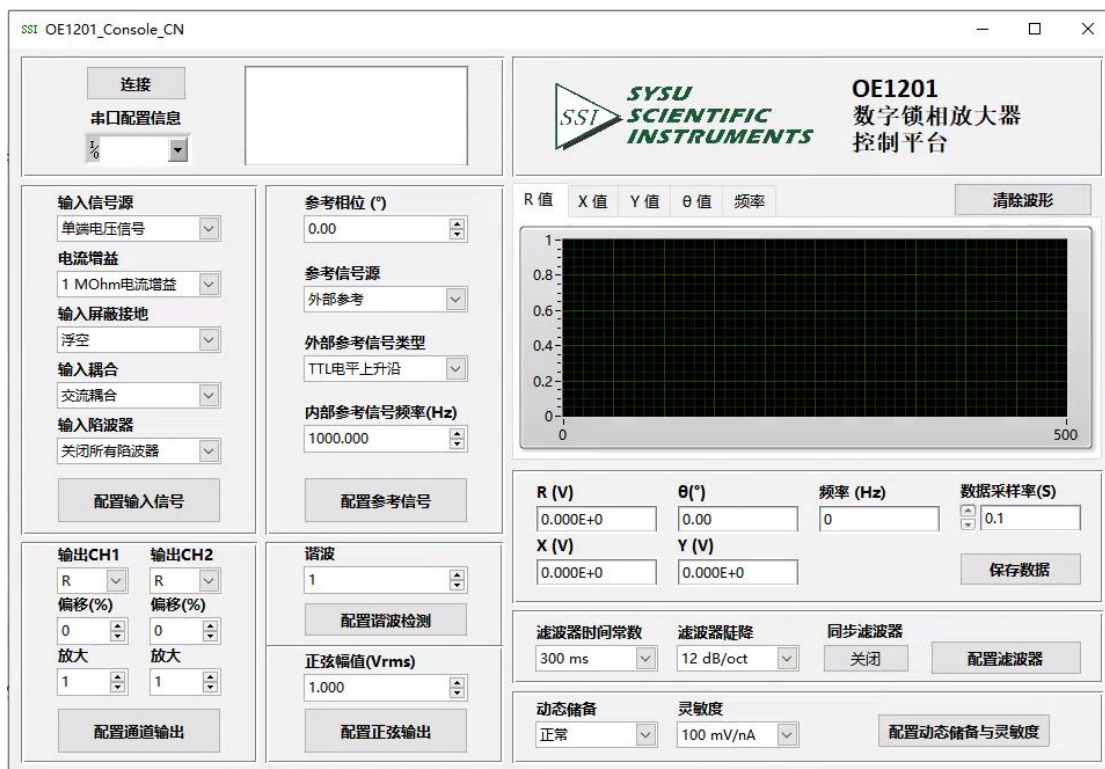 SSI OE1201_Console_CN
连接
串口配置信息
I/0
SSI
SYSU
SCIENTIFIC
INSTRUMENTS
OE1201
数字锁相放大器
控制平台
输入信号源
单端电压信号
电流增益
1 MOhm电流增益
输入屏蔽接地
浮空
输入耦合
交流耦合
输入陷波器
关闭所有陷波器
配置输入信号
参考相位 (°)
0.00
参考信号源
外部参考
外部参考信号类型
TTL电平上升沿
内部参考信号频率(Hz)
1000.000
配置参考信号
R 值 X 值 Y 值 θ 值 频率
清除波形
1
0.8
0.6
0.4
0.2
0
0 500
R (V) θ(°) 频率 (Hz) 数据采样率(S)
0.000E+0 0.00 0 0.1
X (V) Y (V)
0.000E+0 0.000E+0 保存数据
输出CH1 输出CH2
R R
偏移(%) 偏移(%)
0 0
放大 放大
1 1
配置通道输出
谐波
1
配置谐波检测
正弦幅值(Vrms)
1.000
配置正弦输出
滤波器时间常数 滤波器陡降 同步滤波器
300 ms 12 dB/oct 关闭 配置滤波器
动态储备 灵敏度
正常 100 mV/nA 配置动态储备与灵敏度